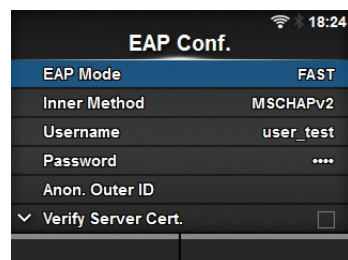 18:24
EAP Conf.
EAP Mode FAST
Inner Method MSCHAPv2
Username user_test
Password ••••
Anon. Outer ID
Verify Server Cert.